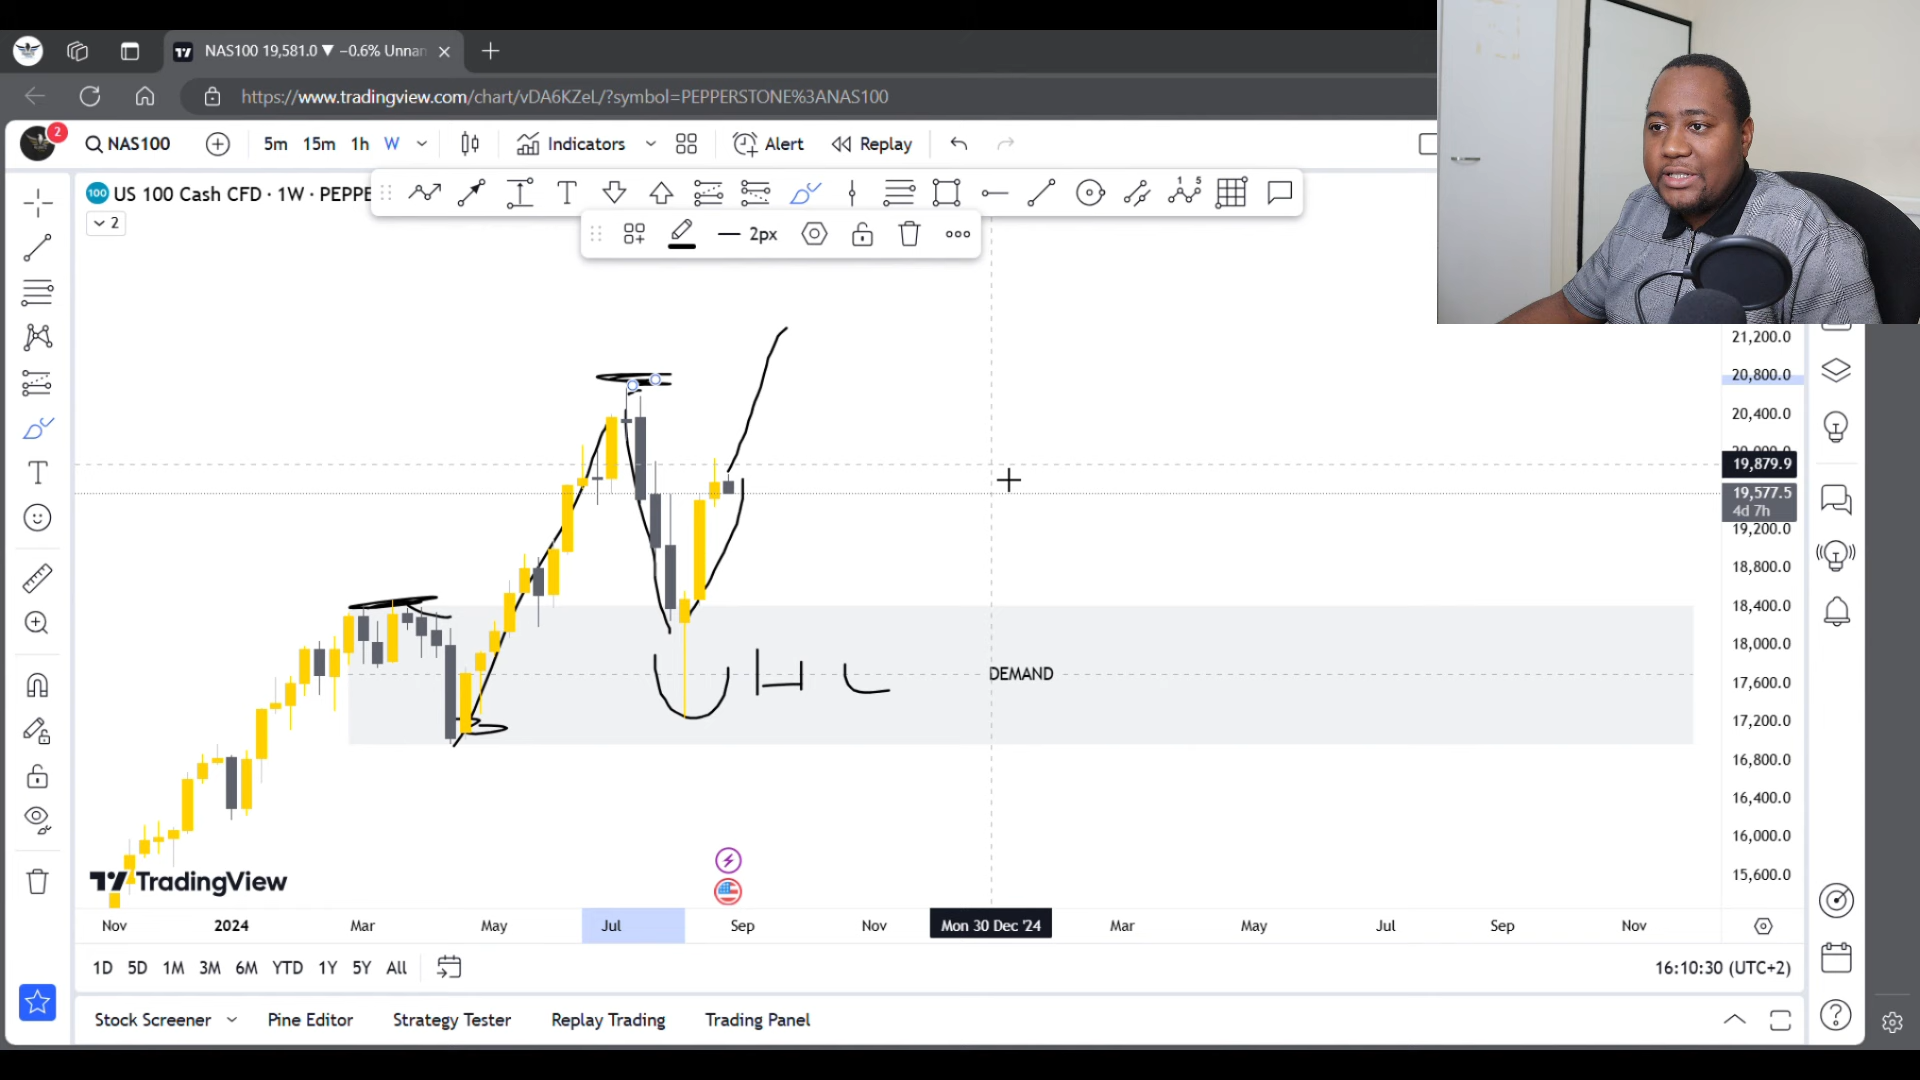 NAS100 19,581.0 ▼ −0.6% Unnan
https://www.tradingview.com/chart/vDA6KZeL/?symbol=PEPPERSTONE%3ANAS100
2
NAS100 5m 15m 1h W Indicators Alert Replay
100 US 100 Cash CFD · 1W · PEPPE
T 1 5
2
2px
T
21,200.0
20,800.0
20,400.0
19,879.9
19,577.5
4d 7h
19,200.0
18,800.0
18,400.0
18,000.0
17,600.0
17,200.0
16,800.0
16,400.0
16,000.0
15,600.0
H L
DEMAND
TradingView
Nov 2024 Mar May Jul Sep Nov Mon 30 Dec '24 Mar May Jul Sep Nov
1D 5D 1M 3M 6M YTD 1Y 5Y All
16:10:30 (UTC+2)
Stock Screener Pine Editor Strategy Tester Replay Trading Trading Panel